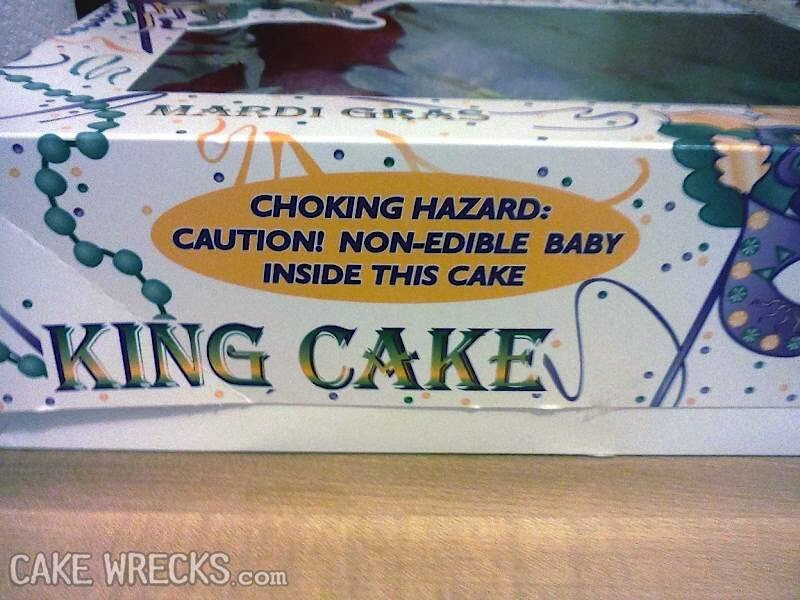 MARDI GRAS
CHOKING HAZARD:
CAUTION! NON-EDIBLE BABY
INSIDE THIS CAKE
KING CAKE
CAKE WRECKS.com